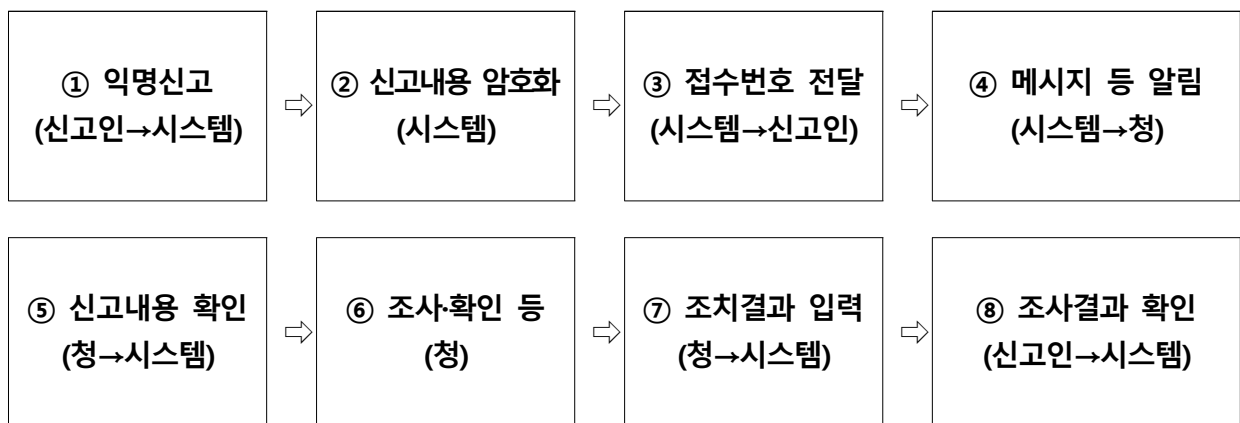 ① 익명신고
(신고인→시스템)
⇨
② 신고내용 암호화
(시스템)
⇨
③ 접수번호 전달
(시스템→신고인)
⇨
④ 메시지 등 알림
(시스템→청)
⑤ 신고내용 확인
(청→시스템)
⇨
⑥ 조사·확인 등
(청)
⇨
⑦ 조치결과 입력
(청→시스템)
⇨
⑧ 조사결과 확인
(신고인→시스템)